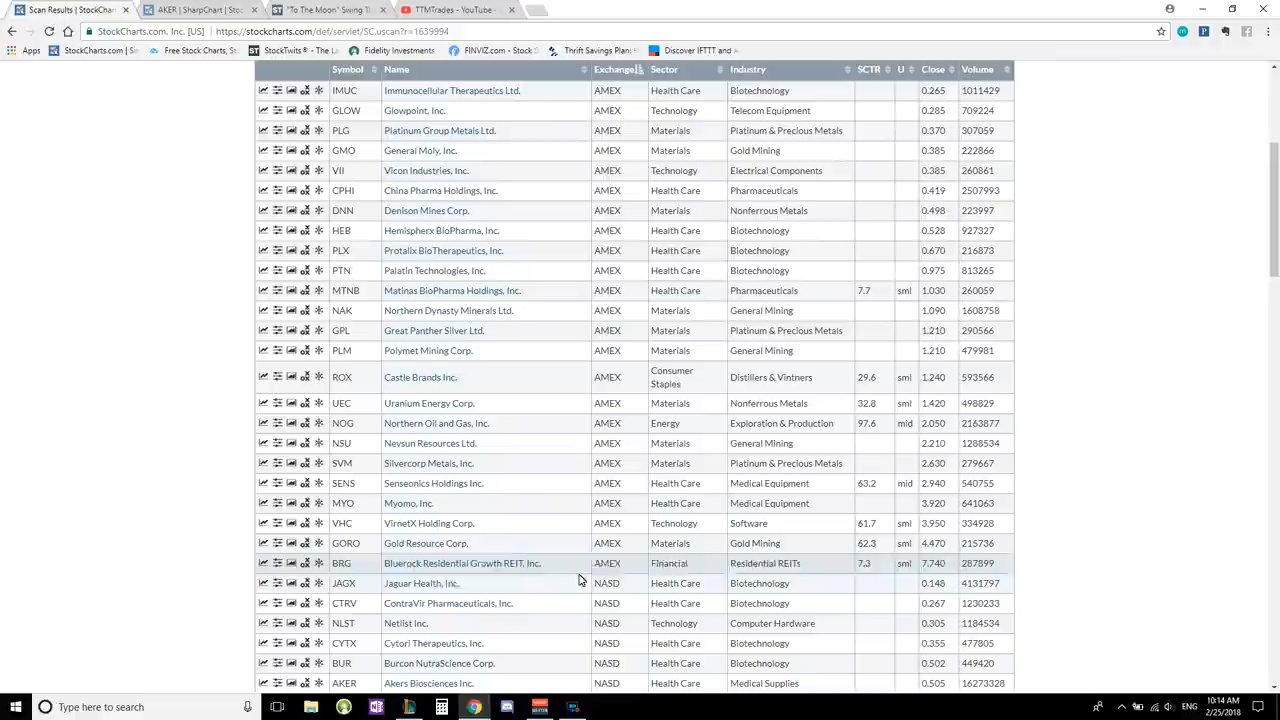 Scan Results | StockChart
AKER | SharpChart | Stoc
"To The Moon" Swing T
TTMTrades - YouTube -
StockCharts.com, Inc. [US] https://stockcharts.com/def/servlet/SC.uscan?r=1639994
Apps StockCharts.com | Sim Free Stock Charts, St StockTwits® - The La Fidelity Investments FINVIZ.com - Stock S Thrift Savings Plan: Discover IFTTT and A
Symbol Name Exchange Sector Industry SCTR U Close Volume
IMUC Immunocellular Therapeutics Ltd. AMEX Health Care Biotechnology 0.265 1011429
GLOW Glowpoint, Inc. AMEX Technology Telecom Equipment 0.285 709224
PLG Platinum Group Metals Ltd. AMEX Materials Platinum & Precious Metals 0.370 307059
GMO General Moly, Inc. AMEX Materials Gold Mining 0.385 222866
VII Vicon Industries, Inc. AMEX Technology Electrical Components 0.385 260861
CPHI China Pharma Holdings, Inc. AMEX Health Care Pharmaceuticals 0.419 2507993
DNN Denison Mines Corp. AMEX Materials Nonferrous Metals 0.498 223997
HEB Hemispherx BioPharma, Inc. AMEX Health Care Biotechnology 0.528 927327
PLX Protalix BioTherapeutics, Inc. AMEX Health Care Biotechnology 0.670 216873
PTN Palatin Technologies, Inc. AMEX Health Care Biotechnology 0.975 813265
MTNB Matinas BioPharma Holdings, Inc. AMEX Health Care Pharmaceuticals 7.7 sml 1.030 260059
NAK Northern Dynasty Minerals Ltd. AMEX Materials General Mining 1.090 1608758
GPL Great Panther Silver Ltd. AMEX Materials Platinum & Precious Metals 1.210 290566
PLM Polymet Mining Corp. AMEX Materials General Mining 1.210 479981
ROX Castle Brands Inc. AMEX Consumer Staples Distillers & Vintners 29.6 sml 1.240 593566
UEC Uranium Energy Corp. AMEX Materials Nonferrous Metals 32.8 sml 1.420 498829
NOG Northern Oil and Gas, Inc. AMEX Energy Exploration & Production 97.6 mid 2.050 2163877
NSU Nevsun Resources Ltd. AMEX Materials General Mining 2.210 1288534
SVM Silvercorp Metals, Inc. AMEX Materials Platinum & Precious Metals 2.630 279667
SENS Senseonics Holdings Inc. AMEX Health Care Medical Equipment 63.2 mid 2.940 540755
MYO Myomo, Inc. AMEX Health Care Medical Equipment 3.920 641063
VHC VirnetX Holding Corp. AMEX Technology Software 61.7 sml 3.950 334928
GORO Gold Resource Corp. AMEX Materials Gold Mining 62.3 sml 4.470 215736
BRG Bluerock Residential Growth REIT, Inc. AMEX Financial Residential REITs 7.3 sml 7.740 287899
JAGX Jaguar Health, Inc. NASD Health Care Biotechnology 0.148 4131797
CTRV ContraVir Pharmaceuticals, Inc. NASD Health Care Biotechnology 0.267 1230233
NLST Netlist Inc. NASD Technology Computer Hardware 0.305 1184534
CYTX Cytori Therapeutics, Inc. NASD Health Care Biotechnology 0.355 477805
BUR Burcon NutraScience Corp. NASD Health Care Biotechnology 0.502 449420
AKER Akers Biosciences Inc. NASD Health Care Medical Supplies 0.505 16273328
Type here to search
ENG
10:14 AM
2/25/2018